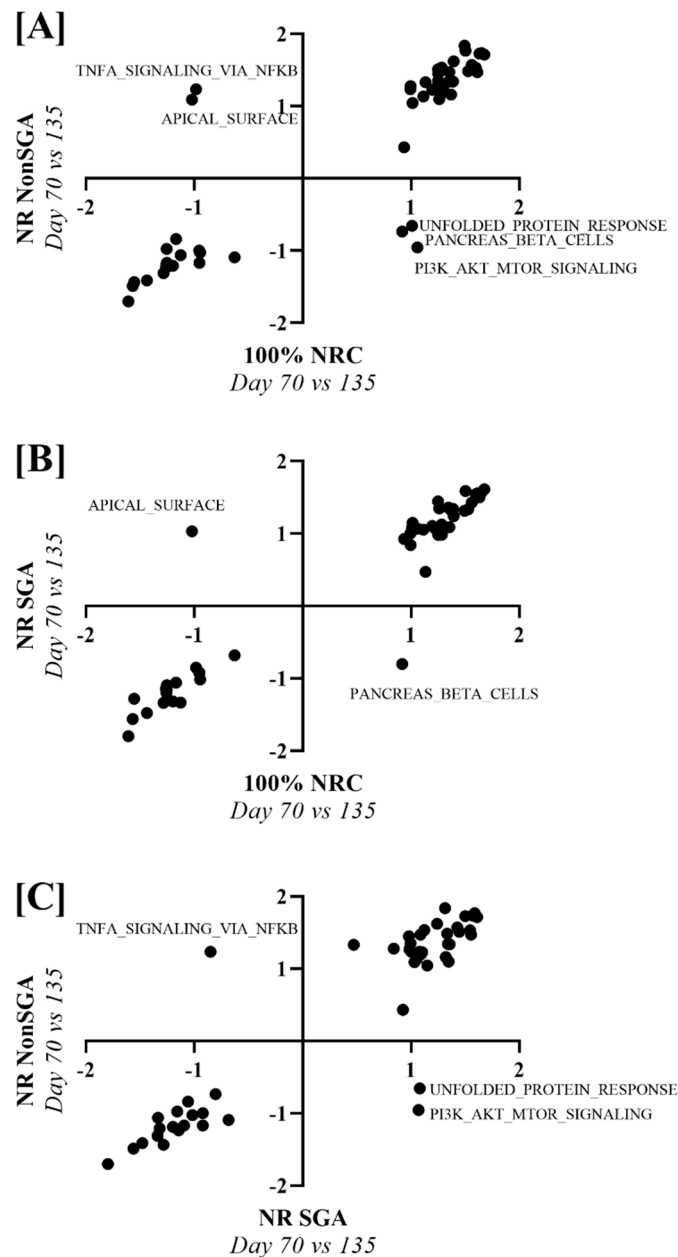 [A]
2
TNFA_SIGNALING_VIA_NFKB
1
APICAL_SURFACE
NR NonSGA
Day 70 vs 135
-2 -1 1 2
UNFOLDED_PROTEIN_RESPONSE
PANCREAS_BETA_CELLS
-1
PI3K_AKT_MTOR_SIGNALING
-2
100% NRC
Day 70 vs 135
[B]
2
APICAL_SURFACE
1
NR SGA
Day 70 vs 135
-2 -1 1 2
-1
PANCREAS_BETA_CELLS
-2
100% NRC
Day 70 vs 135
[C]
2
TNFA_SIGNALING_VIA_NFKB
1
NR NonSGA
Day 70 vs 135
-2 -1 1 2
UNFOLDED_PROTEIN_RESPONSE
-1
PI3K_AKT_MTOR_SIGNALING
-2
NR SGA
Day 70 vs 135